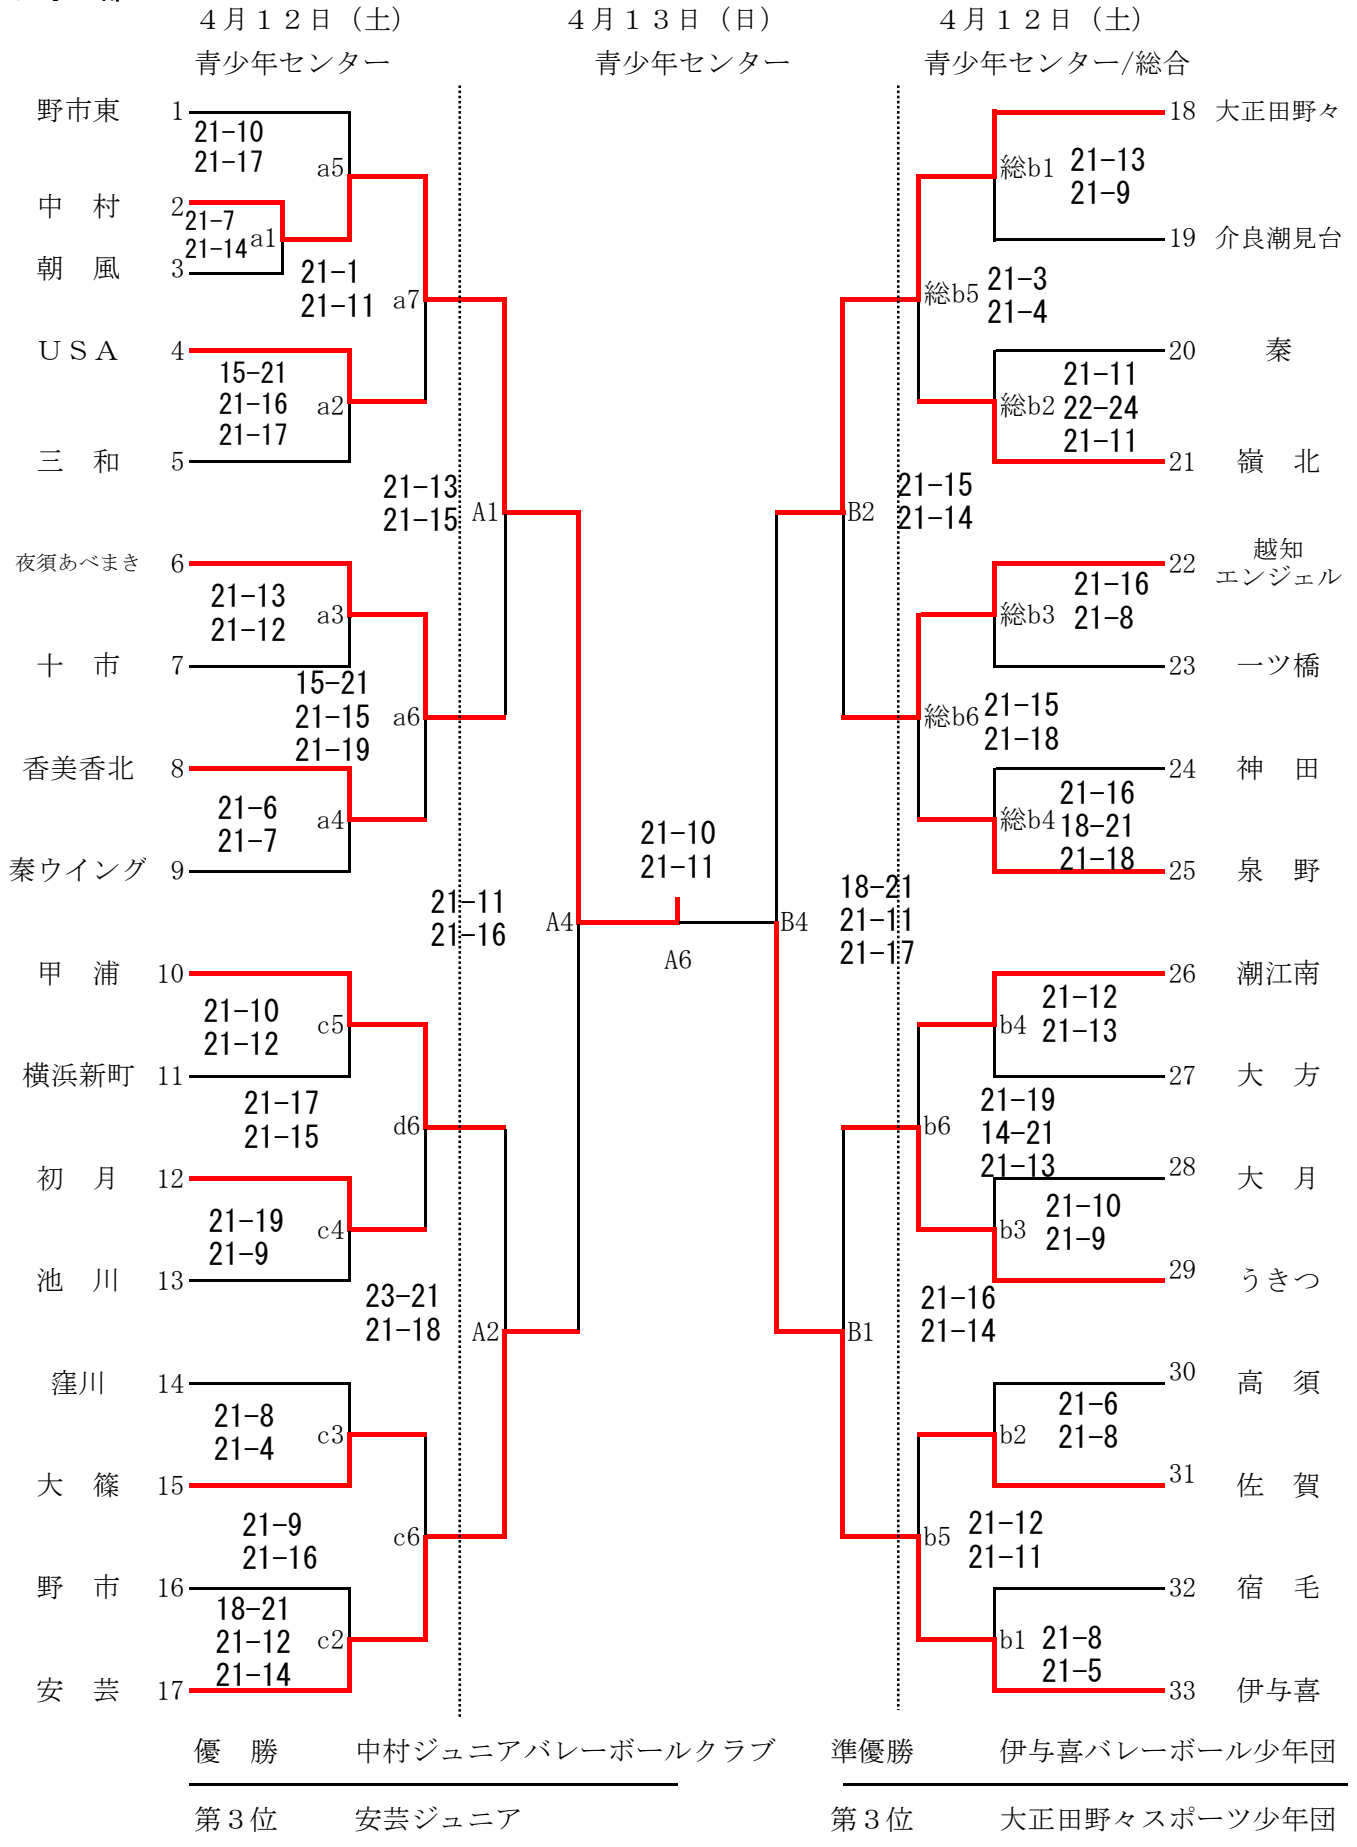 ４月１２日（土） ４月１３日（日） ４月１２日（土）
青少年センター 青少年センター 青少年センター/総合
野市東 1 18 大正田野々
21-10
21-17
a5 総b1 21-13
21-9
中　村 2
21-7
21-14 a1
朝　風 3 19 介良潮見台
21-1
21-11 a7 総b5 21-3
21-4
ＵＳＡ 4 20 秦
15-21
21-16
21-17
a2 総b2 21-11
22-24
21-11
三　和 5 21 嶺　北
21-13
21-15 A1 B2 21-15
21-14
夜須あべまき 6 22 越知
エンジェル
21-13
21-12
a3 総b3 21-16
21-8
十　市 7 23 一ツ橋
15-21
21-15
21-19
a6 総b6 21-15
21-18
香美香北 8 24 神　田
21-6
21-7
a4 総b4 21-16
18-21
21-18
秦ウイング 9 25 泉　野
21-10
21-11
21-11
21-16
A4 A6 B4 18-21
21-11
21-17
甲　浦 10 26 潮江南
21-10
21-12
c5 b4 21-12
21-13
横浜新町 11 27 大　方
21-17
21-15
d6 b6 21-19
14-21
21-13
初　月 12 28 大　月
21-19
21-9
c4 b3 21-10
21-9
池　川 13 29 うきつ
23-21
21-18 A2 B1 21-16
21-14
窪川 14 30 高　須
21-8
21-4
c3 b2 21-6
21-8
大　篠 15 31 佐　賀
21-9
21-16
c6 b5 21-12
21-11
野　市 16 32 宿　毛
18-21
21-12
21-14
c2 b1 21-8
21-5
安　芸 17 33 伊与喜
優　勝 中村ジュニアバレーボールクラブ 準優勝 伊与喜バレーボール少年団
第３位 安芸ジュニア 第３位 大正田野々スポーツ少年団